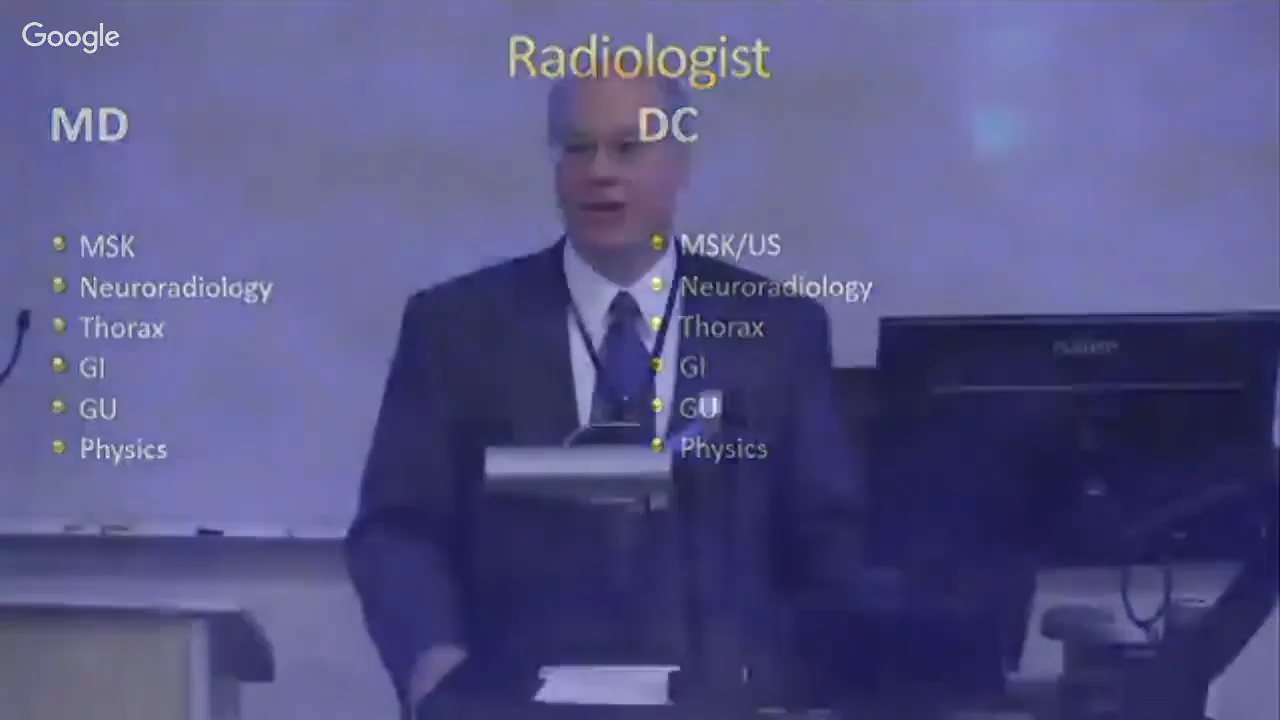 Google
Radiologist
MD
DC
MSK
Neuroradiology
Thorax
GI
GU
Physics
MSK/US
Neuroradiology
Thorax
GI
GU
Physics